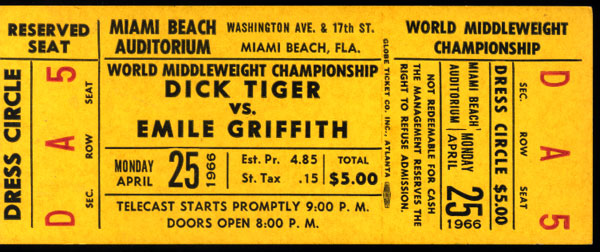 RESERVED
SEAT
DRESS CIRCLE
D A 5
SEC. ROW SEAT
MIAMI BEACH
AUDITORIUM
WASHINGTON AVE. & 17th ST.
MIAMI BEACH, FLA.
WORLD MIDDLEWEIGHT CHAMPIONSHIP
DICK TIGER
vs.
EMILE GRIFFITH
MONDAY
APRIL
25
1966
Est. Pr. 4.85
St. Tax .15
TOTAL
$5.00
TELECAST STARTS PROMPTLY 9:00 P. M.
DOORS OPEN 8:00 P. M.
GLOBE TICKET CO. INC., ATLANTA
WORLD MIDDLEWEIGHT
CHAMPIONSHIP
NOT REDEEMABLE FOR CASH
THE MANAGEMENT RESERVES THE
RIGHT TO REFUSE ADMISSION.
MIAMI BEACH
AUDITORIUM
MONDAY
APRIL
25
1966
DRESS CIRCLE
$5.00
SEC. ROW SEAT
D A 5